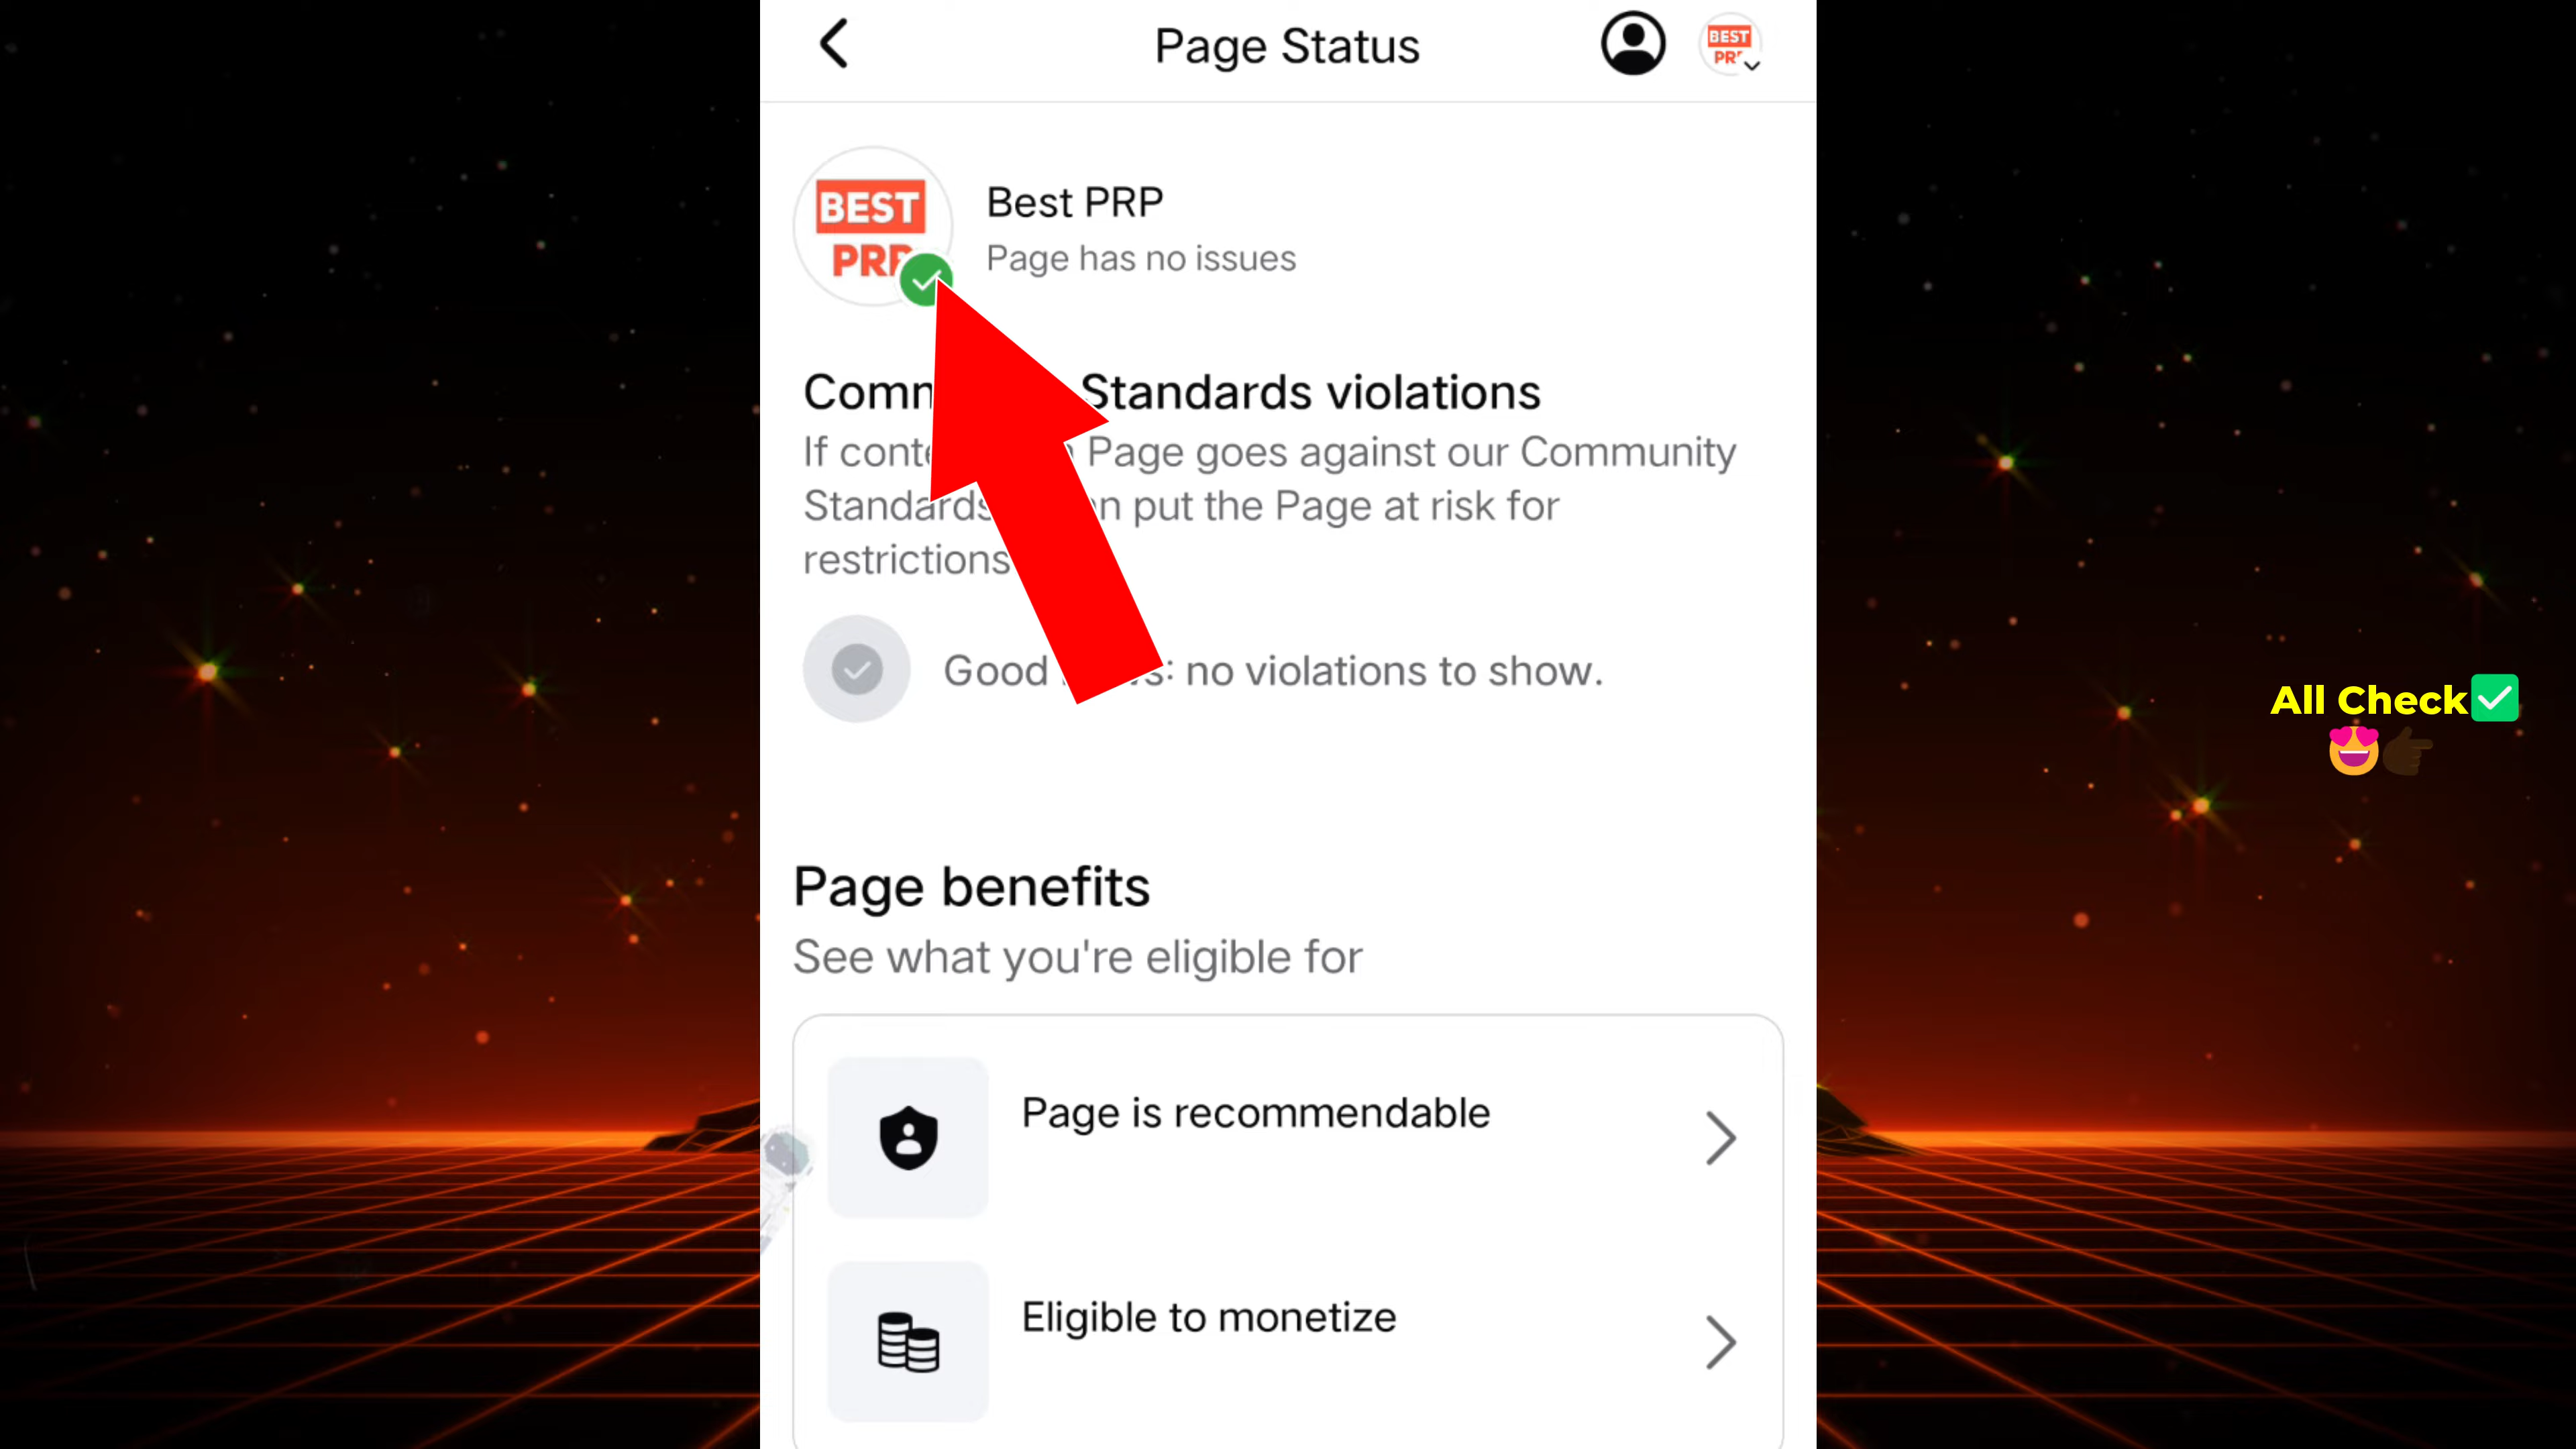 Page Status
BEST
PR
BEST
PRP
Best PRP
Page has no issues
Standards violations
If Page goes against our Community
Standards put the Page at risk for
restrictions
Good : no violations to show.
All Check✅
😍
Page benefits
See what you're eligible for
Page is recommendable
Eligible to monetize